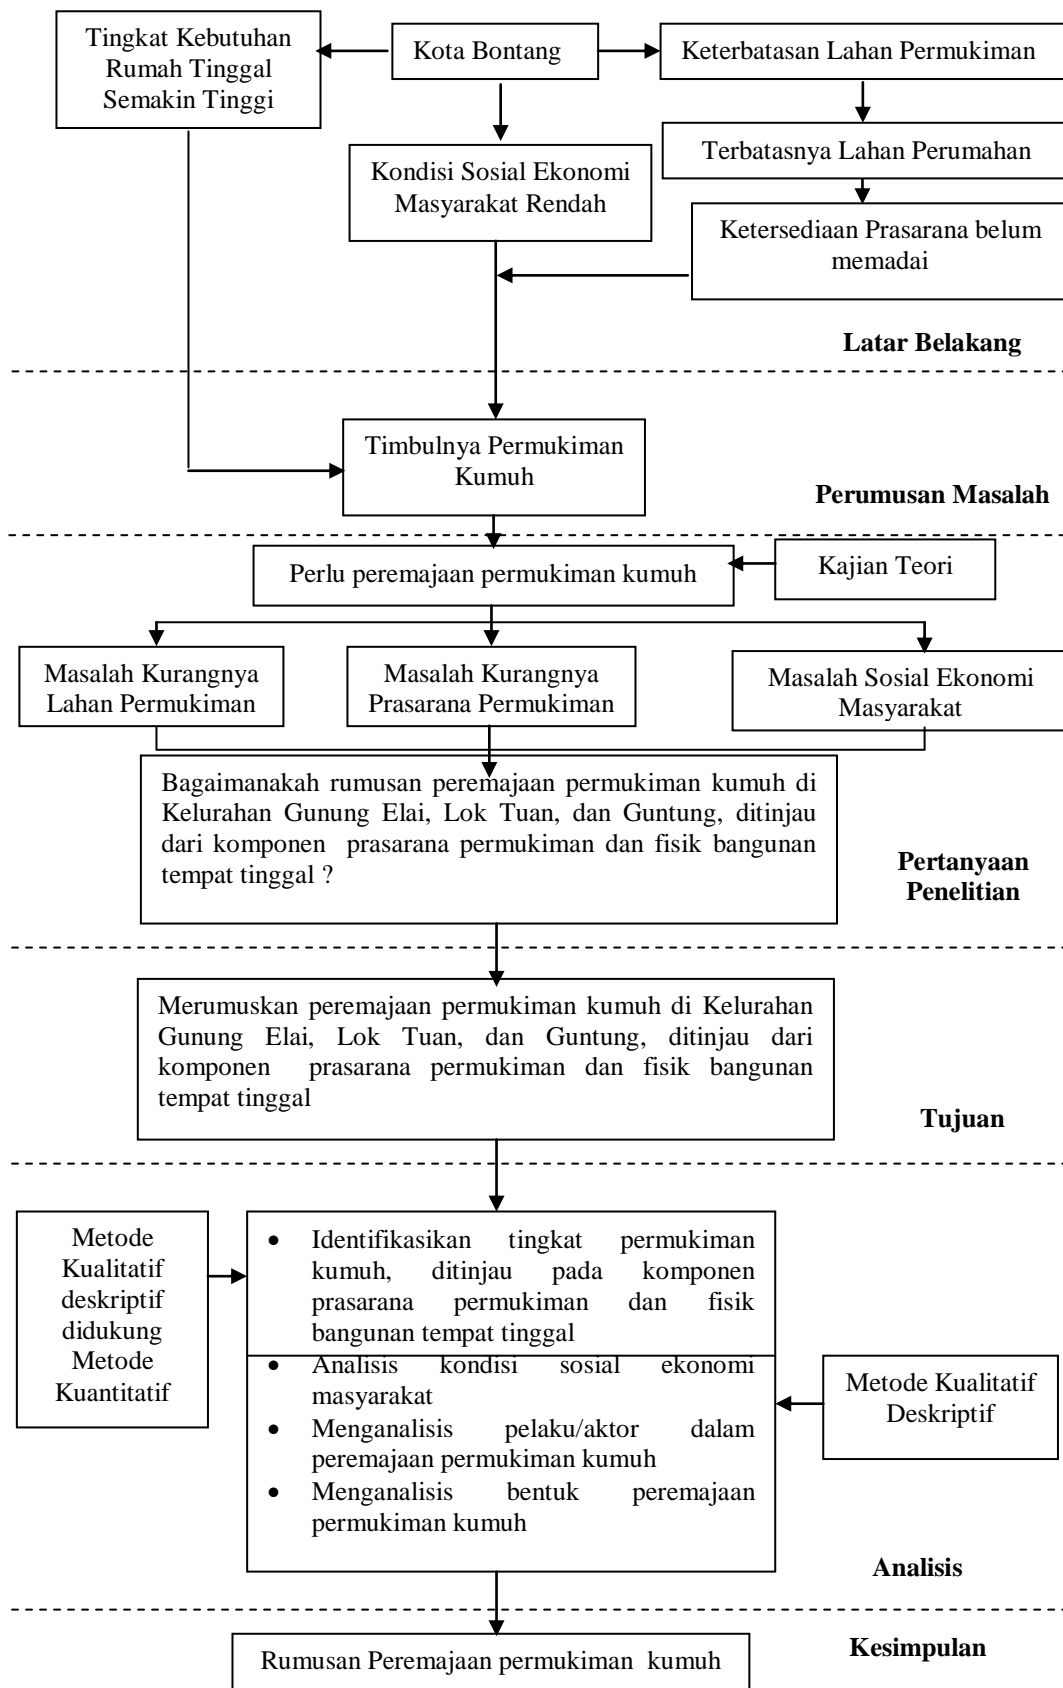 Tingkat Kebutuhan
Rumah Tinggal
Semakin Tinggi
Kota Bontang
Keterbatasan Lahan Permukiman
Terbatasnya Lahan Perumahan
Kondisi Sosial Ekonomi
Masyarakat Rendah
Ketersediaan Prasarana belum
memadai
Latar Belakang
Timbulnya Permukiman
Kumuh
Perumusan Masalah
Perlu peremajaan permukiman kumuh
Kajian Teori
Masalah Kurangnya
Lahan Permukiman
Masalah Kurangnya
Prasarana Permukiman
Masalah Sosial Ekonomi
Masyarakat
Bagaimanakah rumusan peremajaan permukiman kumuh di
Kelurahan Gunung Elai, Lok Tuan, dan Guntung, ditinjau
dari komponen prasarana permukiman dan fisik bangunan
tempat tinggal ?
Pertanyaan
Penelitian
Merumuskan peremajaan permukiman kumuh di Kelurahan
Gunung Elai, Lok Tuan, dan Guntung, ditinjau dari
komponen prasarana permukiman dan fisik bangunan
tempat tinggal
Tujuan
Metode
Kualitatif
deskriptif
didukung
Metode
Kuantitatif
• Identifikasikan tingkat permukiman
kumuh, ditinjau pada komponen
prasarana permukiman dan fisik
bangunan tempat tinggal
• Analisis kondisi sosial ekonomi
masyarakat
• Menganalisis pelaku/aktor dalam
peremajaan permukiman kumuh
• Menganalisis bentuk peremajaan
permukiman kumuh
Metode Kualitatif
Deskriptif
Analisis
Kesimpulan
Rumusan Peremajaan permukiman kumuh